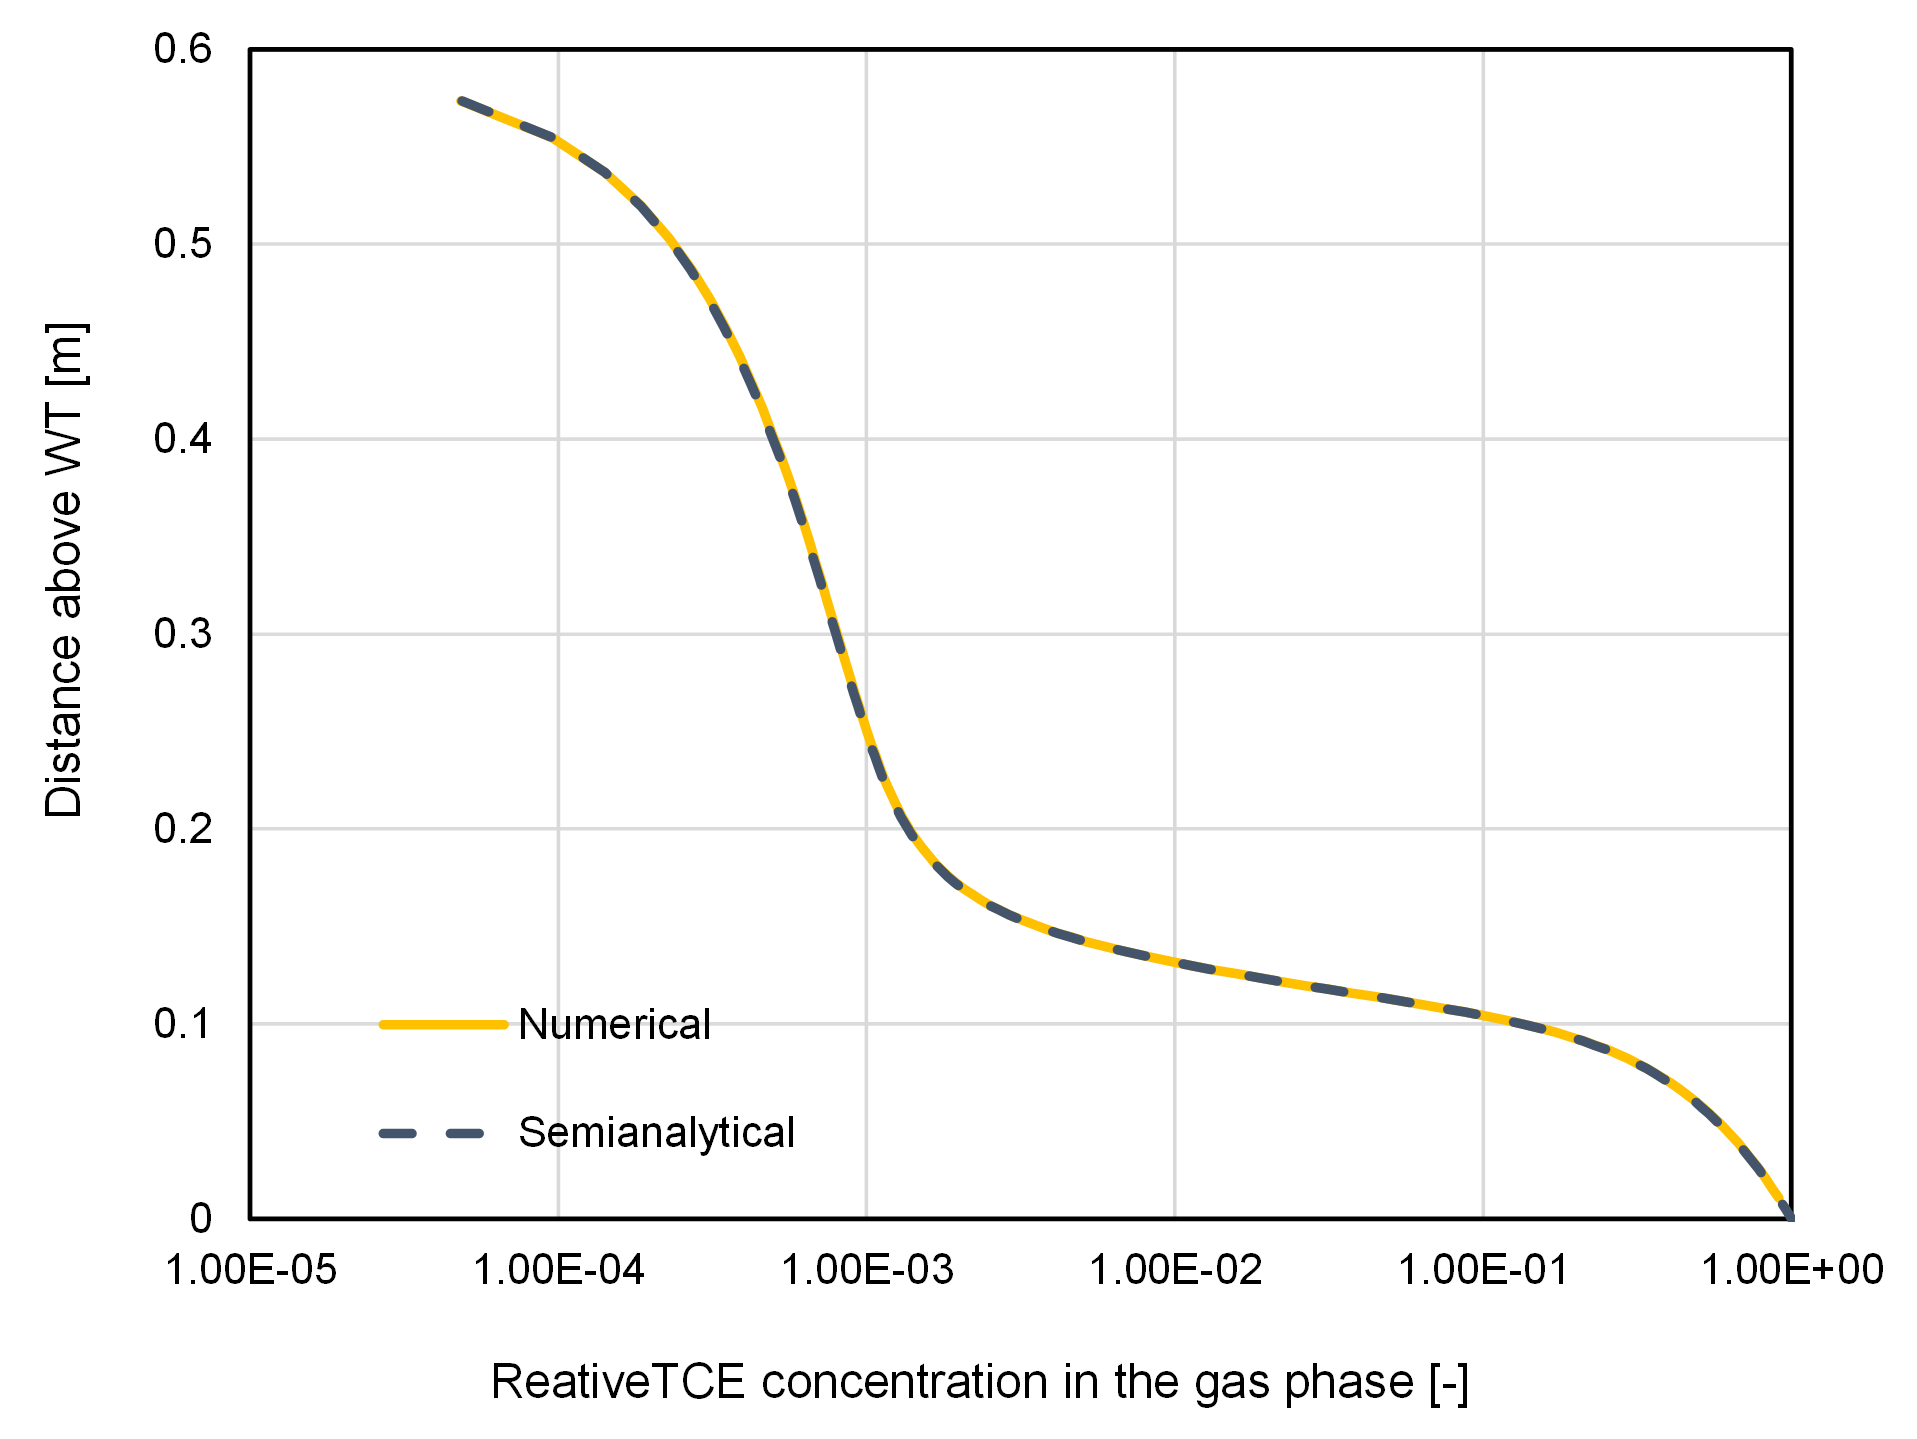 0.6
0.5
0.4
0.3
0.2
0.1
0
Distance above WT [m]
Numerical
Semianalytical
1.00E-05 1.00E-04 1.00E-03 1.00E-02 1.00E-01 1.00E+00
ReativeTCE concentration in the gas phase [-]